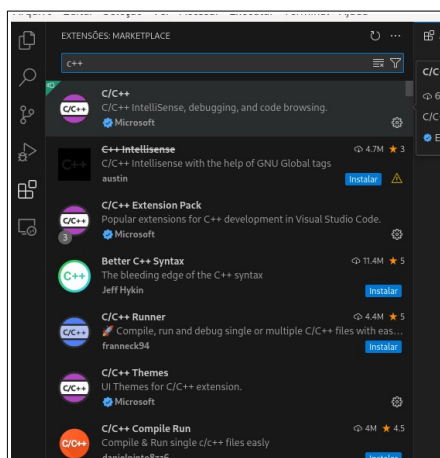 EXTENSÕES: MARKETPLACE
c++
C/C++
C/C++ IntelliSense, debugging, and code browsing.
Microsoft
C++ Intellisense 4.7M ★ 3
C/C++ Intellisense with the help of GNU Global tags
austin Instalar
C/C++ Extension Pack
Popular extensions for C++ development in Visual Studio Code.
3 Microsoft
Better C++ Syntax 11.4M ★ 5
The bleeding edge of the C++ syntax
Jeff Hykin Instalar
C/C++ Runner 4.4M ★ 5
🚀 Compile, run and debug single or multiple C/C++ files with eas...
franneck94 Instalar
C/C++ Themes
UI Themes for C/C++ extension.
Microsoft
C/C++ Compile Run 4M ★ 4.5
Compile & Run single c/c++ files easly